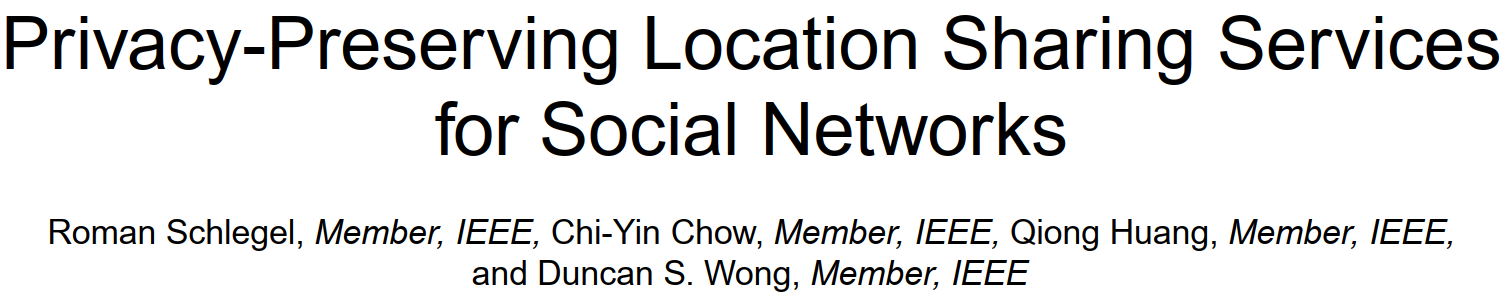 Privacy-Preserving Location Sharing Services
for Social Networks
Roman Schlegel, Member, IEEE, Chi-Yin Chow, Member, IEEE, Qiong Huang, Member, IEEE,
and Duncan S. Wong, Member, IEEE